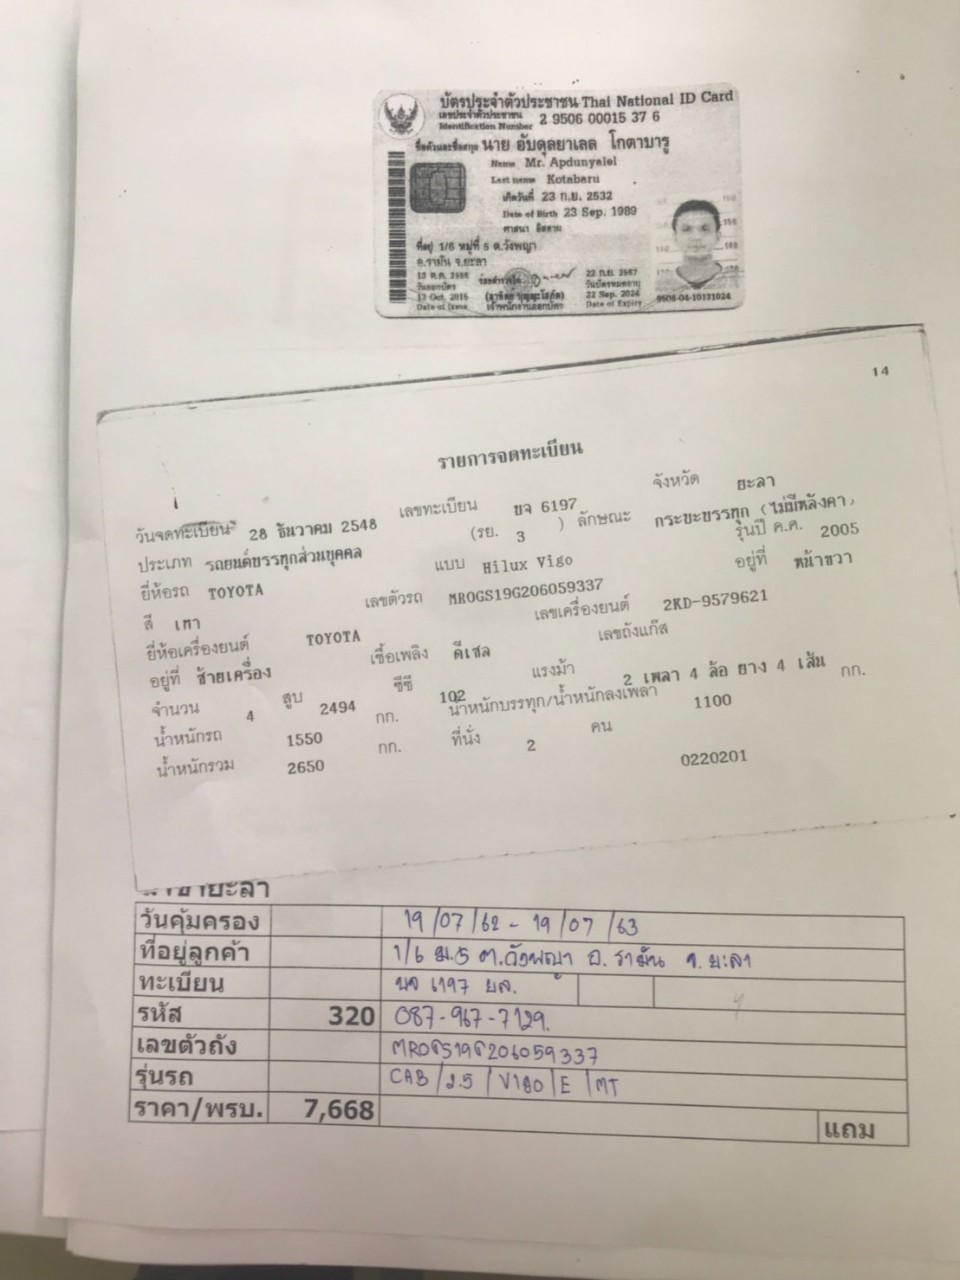 บัตรประจำตัวประชาชน Thai National ID Card
เลขประจำตัวประชาชน 2 9506 00015 37 6
Identification Number
ชื่อตัวและชื่อสกุล นาย อับดุลยาเลล โกตาบารู
Name Mr. Apdunyalel
Last name Kotabaru
เกิดวันที่ 23 ก.ย. 2532
Date of Birth 23 Sep. 1989
ศาสนา อิสลาม
ที่อยู่ 1/6 หมู่ที่ 5 ต.วังพญา
อ.รามัน จ.ยะลา
วันออกบัตร
13 Oct. 2015
Date of Issue
เจ้าพนักงานออกบัตร
22 ก.ย. 2567
วันบัตรหมดอายุ
22 Sep. 2024
Date of Expiry
9506-04-10131024
14
รายการจดทะเบียน
วันจดทะเบียน 28 ธันวาคม 2548 เลขทะเบียน บจ 6197 จังหวัด ยะลา
ประเภท รถยนต์บรรทุกส่วนบุคคล (รย. 3 ) ลักษณะ กระบะบรรทุก (ไม่มีหลังคา)
ยี่ห้อรถ TOYOTA แบบ Hilux Vigo รุ่นปี ค.ศ. 2005
สี เทา เลขตัวรถ MROGS19G206059337 อยู่ที่ หน้าขวา
ยี่ห้อเครื่องยนต์ TOYOTA เลขเครื่องยนต์ 2KD-9579621
อยู่ที่ ซ้ายเครื่อง เชื้อเพลิง ดีเซล เลขถังแก๊ส
จำนวน 4 สูบ 2494 ซีซี 102 แรงม้า 2 เพลา 4 ล้อ ยาง 4 เส้น
น้ำหนักรถ 1550 กก. น้ำหนักบรรทุก/น้ำหนักลงเพลา 1100 กก.
น้ำหนักรวม 2650 กก. ที่นั่ง 2 คน
0220201
วันคุ้มครอง 19/07/62 - 19/07/63
ที่อยู่ลูกค้า 1/6 ม.5 ต.วังพญา อ.รามัน จ.ยะลา
ทะเบียน บจ 6197 ยล.
รหัส 320 087-967-7129.
เลขตัวถัง MROGS19G206059337
รุ่นรถ CAB/2.5/VIGO/E/MT
ราคา/พรบ. 7,668 แถม